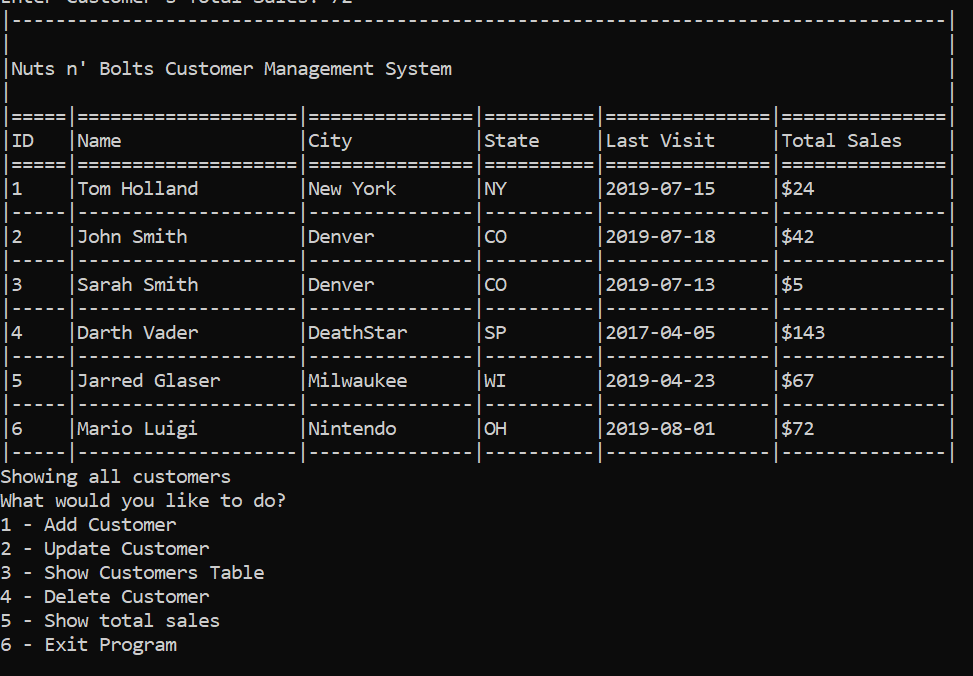 Enter Customer's Total Sales: 72
|-------------------------------------------------------------------------------------|
|                                                                                     |
|Nuts n' Bolts Customer Management System                                             |
|                                                                                     |
|=====|====================|===============|==========|===============|===============|
|ID   |Name                |City           |State     |Last Visit     |Total Sales    |
|=====|====================|===============|==========|===============|===============|
|1    |Tom Holland         |New York       |NY        |2019-07-15     |$24            |
|-----|--------------------|---------------|----------|---------------|---------------|
|2    |John Smith          |Denver         |CO        |2019-07-18     |$42            |
|-----|--------------------|---------------|----------|---------------|---------------|
|3    |Sarah Smith         |Denver         |CO        |2019-07-13     |$5             |
|-----|--------------------|---------------|----------|---------------|---------------|
|4    |Darth Vader         |DeathStar      |SP        |2017-04-05     |$143           |
|-----|--------------------|---------------|----------|---------------|---------------|
|5    |Jarred Glaser       |Milwaukee      |WI        |2019-04-23     |$67            |
|-----|--------------------|---------------|----------|---------------|---------------|
|6    |Mario Luigi         |Nintendo       |OH        |2019-08-01     |$72            |
|-----|--------------------|---------------|----------|---------------|---------------|
Showing all customers
What would you like to do?
1 - Add Customer
2 - Update Customer
3 - Show Customers Table
4 - Delete Customer
5 - Show total sales
6 - Exit Program